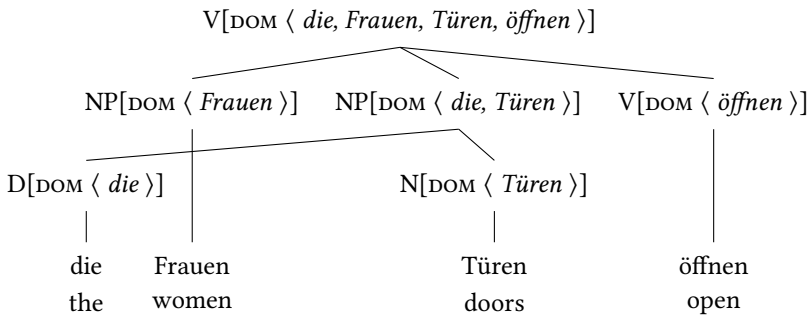 V[DOM ⟨ die, Frauen, Türen, öffnen ⟩]
NP[DOM ⟨ Frauen ⟩] NP[DOM ⟨ die, Türen ⟩] V[DOM ⟨ öffnen ⟩]
D[DOM ⟨ die ⟩] N[DOM ⟨ Türen ⟩]
die Frauen Türen öffnen
the women doors open